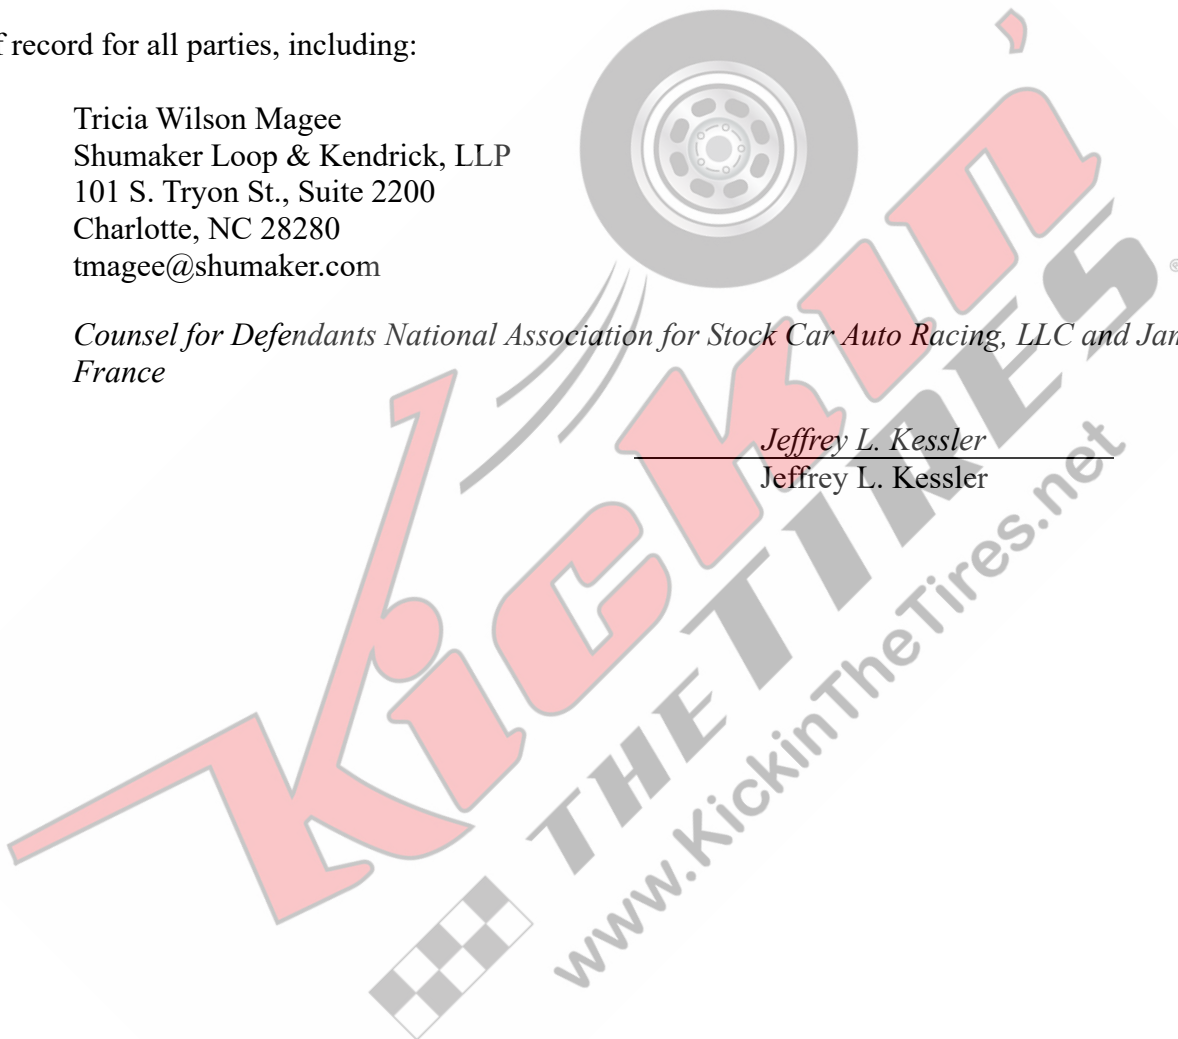 f record for all parties, including:
Tricia Wilson Magee
Shumaker Loop & Kendrick, LLP
101 S. Tryon St., Suite 2200
Charlotte, NC 28280
tmagee@shumaker.com
Counsel for Defendants National Association for Stock Car Auto Racing, LLC and Jam
France
Jeffrey L. Kessler
Jeffrey L. Kessler
Kickin'
THE TIRES ®
www.KickinTheTires.net